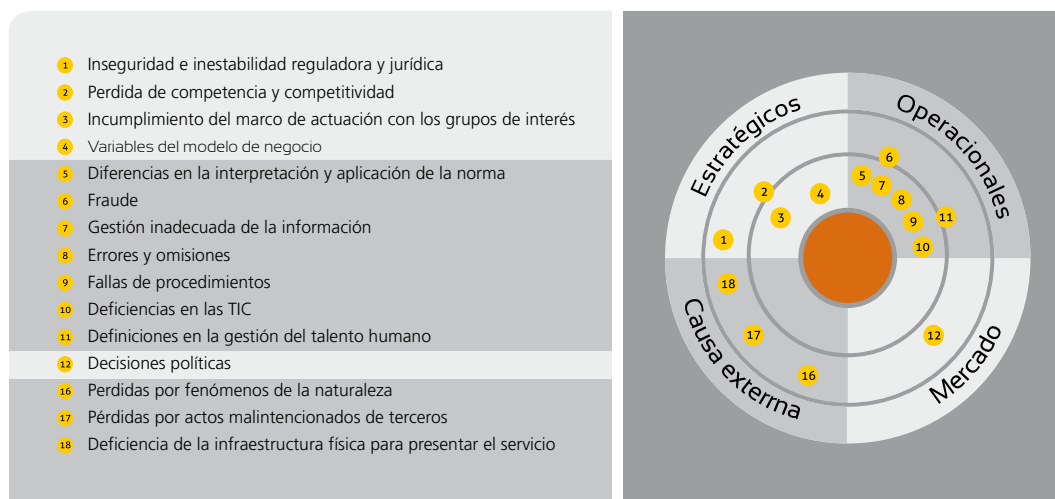 1 Inseguridad e inestabilidad reguladora y jurídica
2 Perdida de competencia y competitividad
3 Incumplimiento del marco de actuación con los grupos de interés
4 Variables del modelo de negocio
5 Diferencias en la interpretación y aplicación de la norma
6 Fraude
7 Gestión inadecuada de la información
8 Errores y omisiones
9 Fallas de procedimientos
10 Deficiencias en las TIC
11 Definiciones en la gestión del talento humano
12 Decisiones políticas
16 Perdidas por fenómenos de la naturaleza
17 Pérdidas por actos malintencionados de terceros
18 Deficiencia de la infraestructura física para presentar el servicio
Estratégicos
Operacionales
6
5
7
2
4
8
3
11
9
1
10
18
17
12
16
Causa exterrna
Mercado